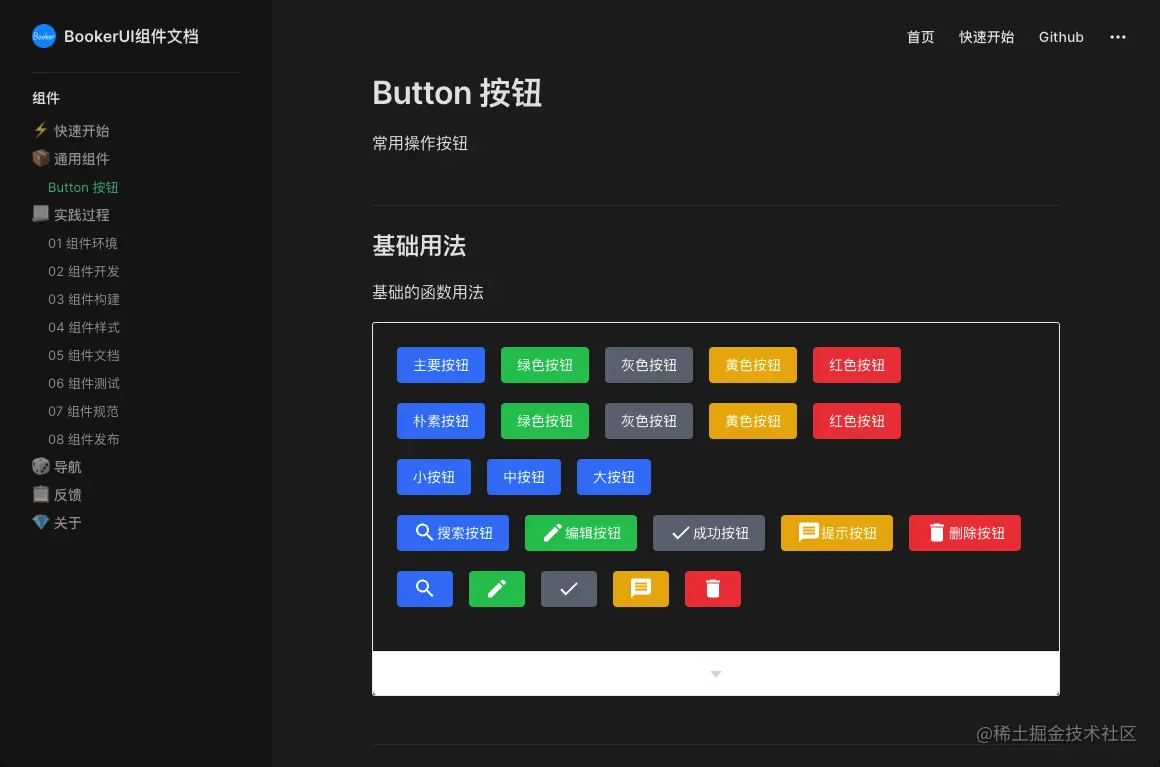 Booker BookerUI组件文档
首页 快速开始 Github
组件
快速开始
通用组件
Button 按钮
实践过程
01 组件环境
02 组件开发
03 组件构建
04 组件样式
05 组件文档
06 组件测试
07 组件规范
08 组件发布
导航
反馈
关于
Button 按钮
常用操作按钮
基础用法
基础的函数用法
主要按钮 绿色按钮 灰色按钮 黄色按钮 红色按钮
朴素按钮 绿色按钮 灰色按钮 黄色按钮 红色按钮
小按钮 中按钮 大按钮
搜索按钮 编辑按钮 成功按钮 提示按钮 删除按钮
@稀土掘金技术社区